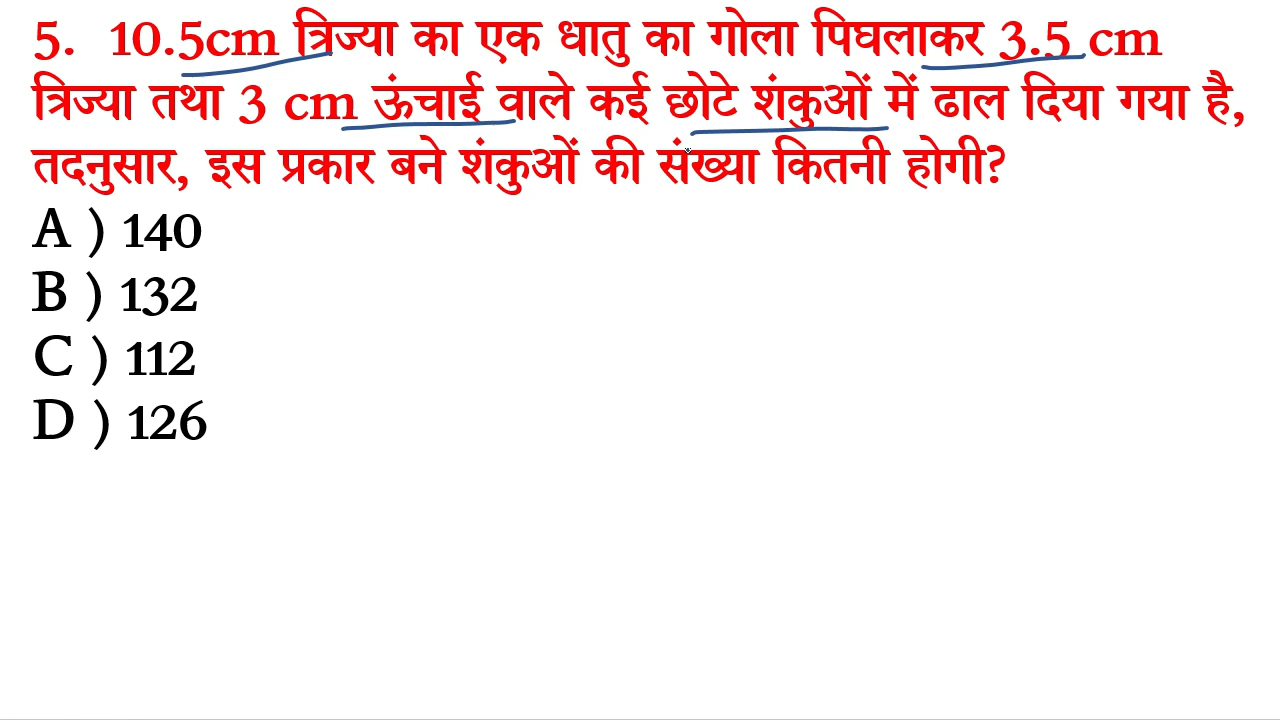 5. 10.5cm त्रिज्या का एक धातु का गोला पिघलाकर 3.5 cm
त्रिज्या तथा 3 cm ऊंचाई वाले कई छोटे शंकुओं में ढाल दिया गया है,
तदनुसार, इस प्रकार बने शंकुओं की संख्या कितनी होगी?
A ) 140
B ) 132
C ) 112
D ) 126